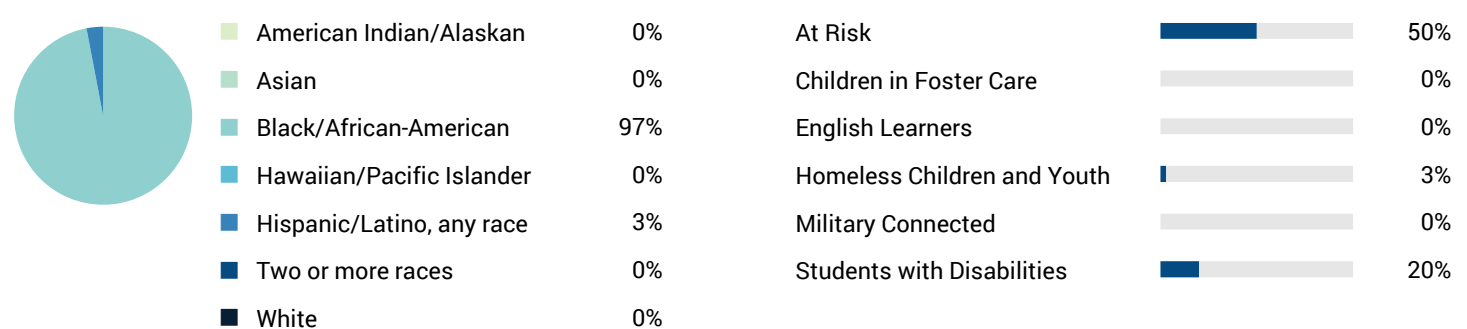 American Indian/Alaskan 0%
Asian 0%
Black/African-American 97%
Hawaiian/Pacific Islander 0%
Hispanic/Latino, any race 3%
Two or more races 0%
White 0%
At Risk 50%
Children in Foster Care 0%
English Learners 0%
Homeless Children and Youth 3%
Military Connected 0%
Students with Disabilities 20%